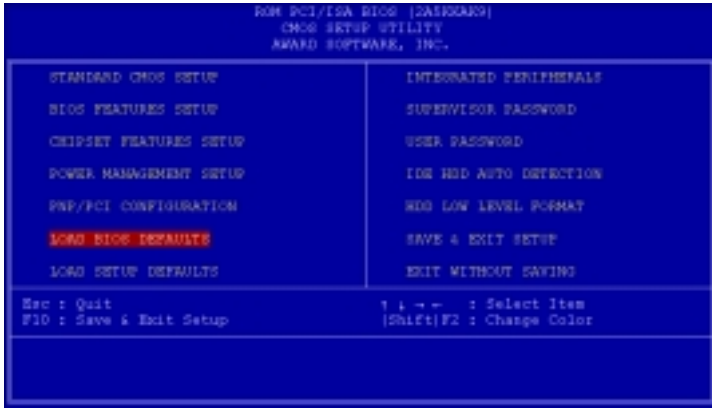 ROM PCI/ISA BIOS
CMOS SETUP UTILITY
AWARD SOFTWARE, INC.
STANDARD CMOS SETUP
BIOS FEATURES SETUP
CHIPSET FEATURES SETUP
POWER MANAGEMENT SETUP
PNP/PCI CONFIGURATION
LOAD BIOS DEFAULTS
LOAD SETUP DEFAULTS
INTEGRATED PERIPHERALS
SUPERVISOR PASSWORD
USER PASSWORD
IDE HDD AUTO DETECTION
HDD LOW LEVEL FORMAT
SAVE & EXIT SETUP
EXIT WITHOUT SAVING
Esc : Quit
F10 : Save & Exit Setup
↑ ↓ → ← : Select Item
(Shift)F2 : Change Color